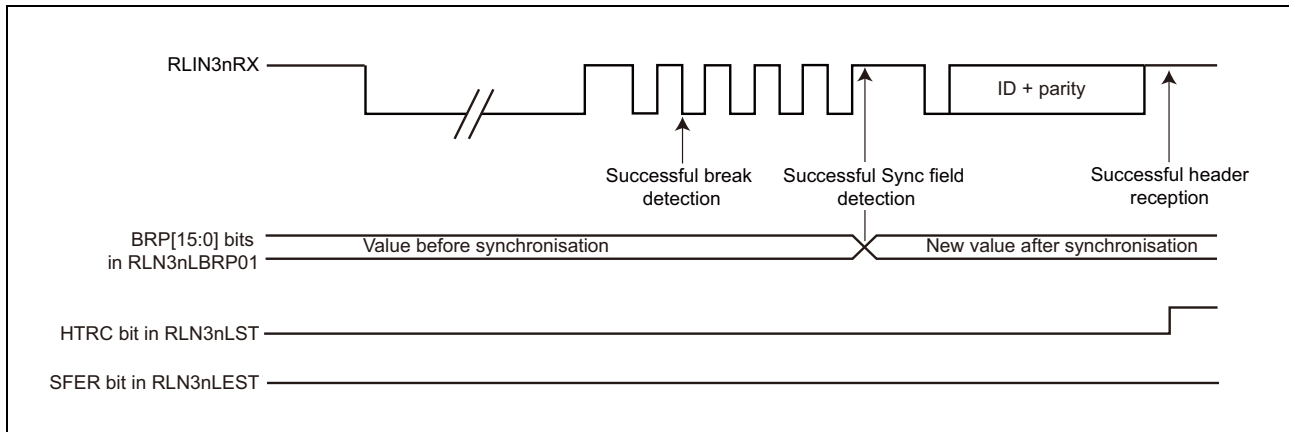 RLIN3nRX
ID + parity
Successful break
detection
Successful Sync field
detection
Successful header
reception
BRP[15:0] bits
in RLN3nLBRP01
Value before synchronisation
New value after synchronisation
HTRC bit in RLN3nLST
SFER bit in RLN3nLEST